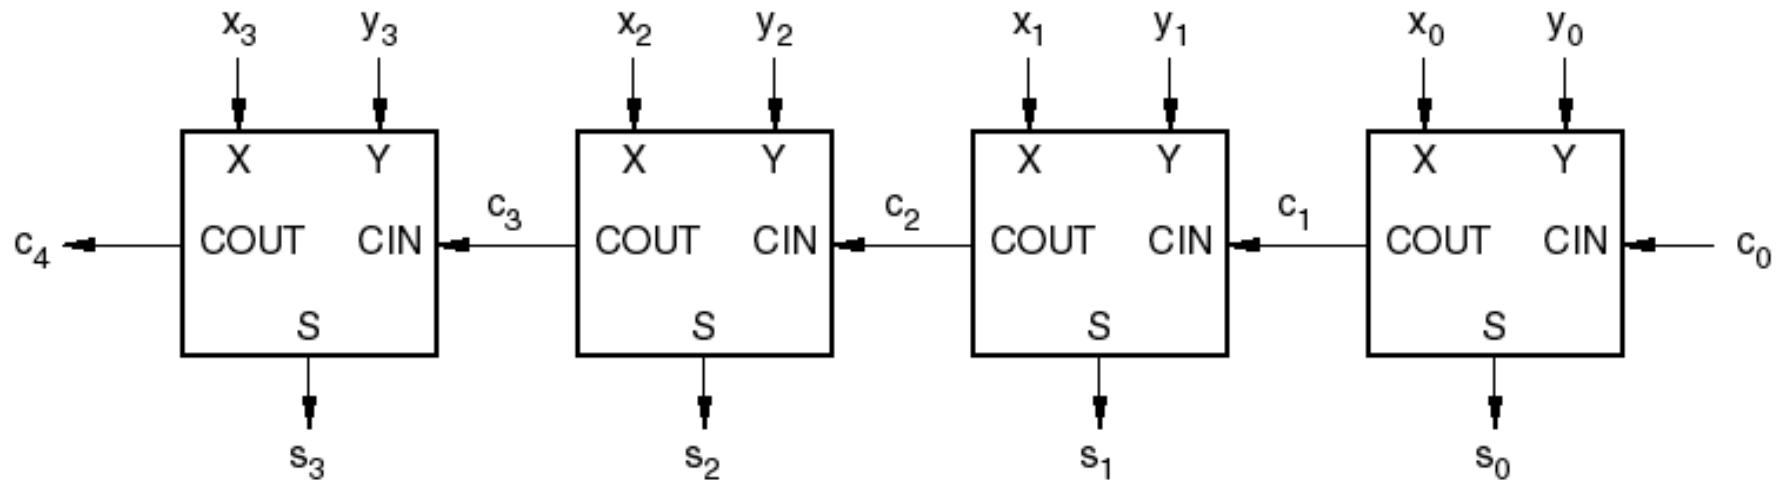 x3 y3 x2 y2 x1 y1 x0 y0
X Y X Y X Y X Y
c3 c2 c1
c4 COUT CIN COUT CIN COUT CIN COUT CIN c0
S S S S
s3 s2 s1 s0